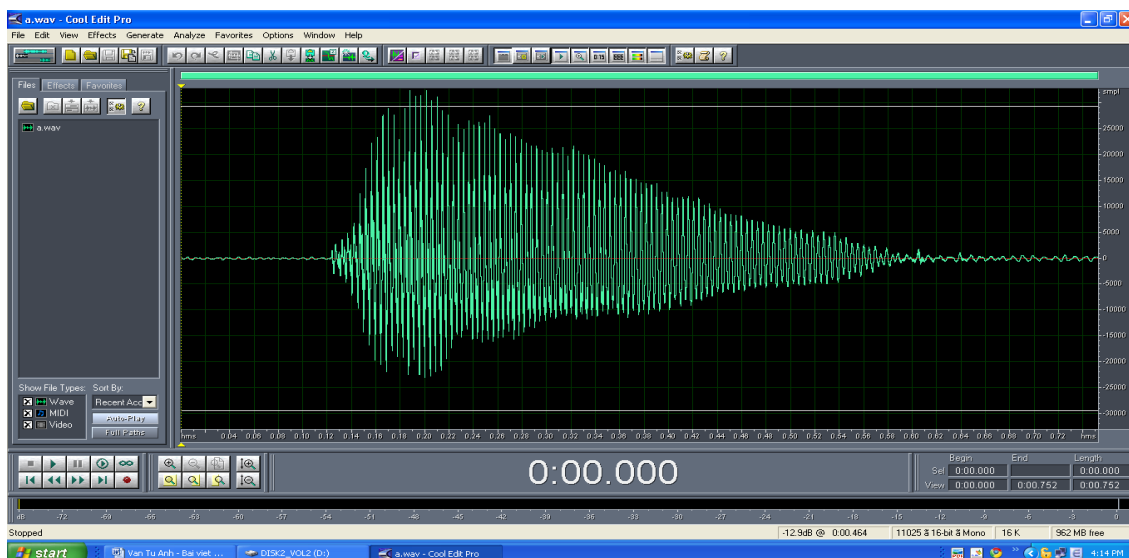 a.wav - Cool Edit Pro
File Edit View Effects Generate Analyze Favorites Options Window Help
Files Effects Favorites
a.wav
smpl
25000
20000
15000
10000
5000
0
-5000
-10000
-15000
-20000
-25000
-30000
hms 0.04 0.06 0.08 0.10 0.12 0.14 0.16 0.18 0.20 0.22 0.24 0.26 0.28 0.30 0.32 0.34 0.36 0.38 0.40 0.42 0.44 0.46 0.48 0.50 0.52 0.54 0.56 0.58 0.60 0.62 0.64 0.66 0.68 0.70 0.72 hms
Show File Types: Sort By:
Wave Recent Acc
MIDI Auto-Play
Video Full Paths
0:00.000
Begin End Length
Sel 0:00.000 0:00.000
View 0:00.000 0:00.752 0:00.752
dB -72 -69 -66 -63 -60 -57 -54 -51 -48 -45 -42 -39 -36 -33 -30 -27 -24 -21 -18 -15 -12 -9 -6 -3 0
Stopped -12.9dB @ 0:00.464 11025 ã 16-bit ã Mono 16 K 962 MB free
start Van Tu Anh - Bai viet ... DISK2_VOL2 (D:) a.wav - Cool Edit Pro 4:14 PM